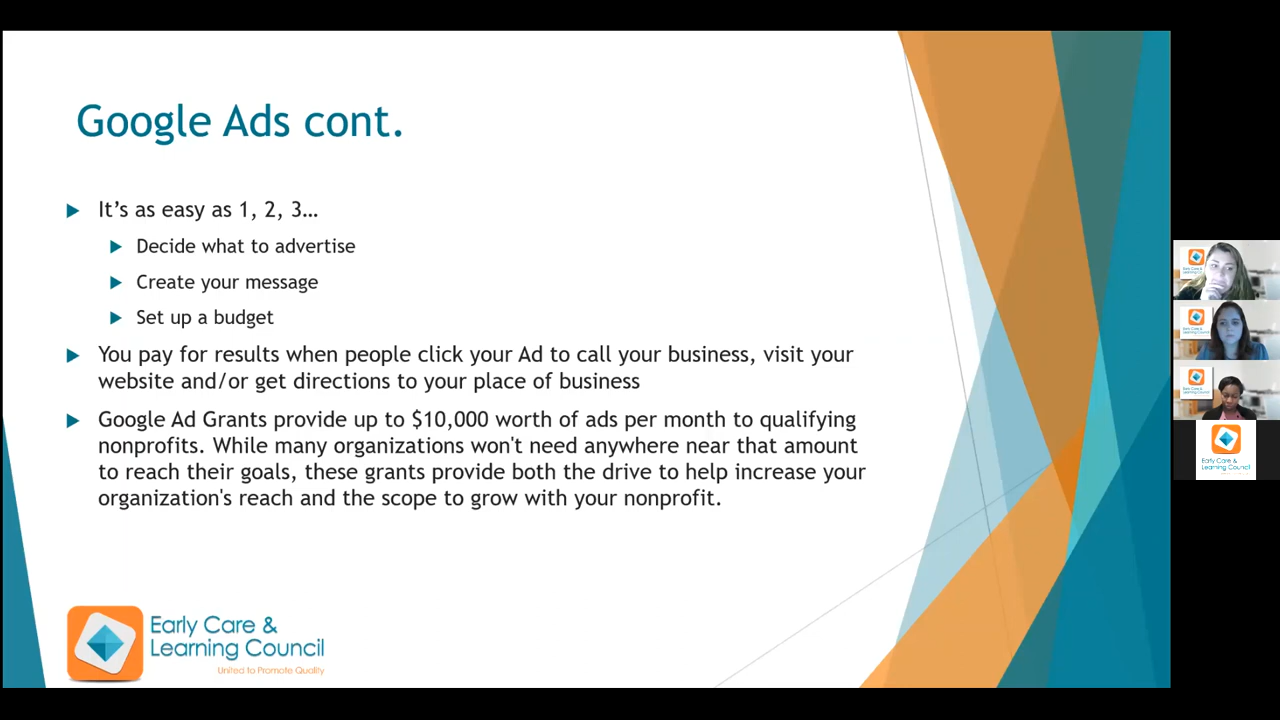 Google Ads cont.
It's as easy as 1, 2, 3…
Decide what to advertise
Create your message
Set up a budget
You pay for results when people click your Ad to call your business, visit your
website and/or get directions to your place of business
Google Ad Grants provide up to $10,000 worth of ads per month to qualifying
nonprofits. While many organizations won't need anywhere near that amount
to reach their goals, these grants provide both the drive to help increase your
organization's reach and the scope to grow with your nonprofit.
Early Care &
Learning Council
United to Promote Quality
Early Care &
Learning Council